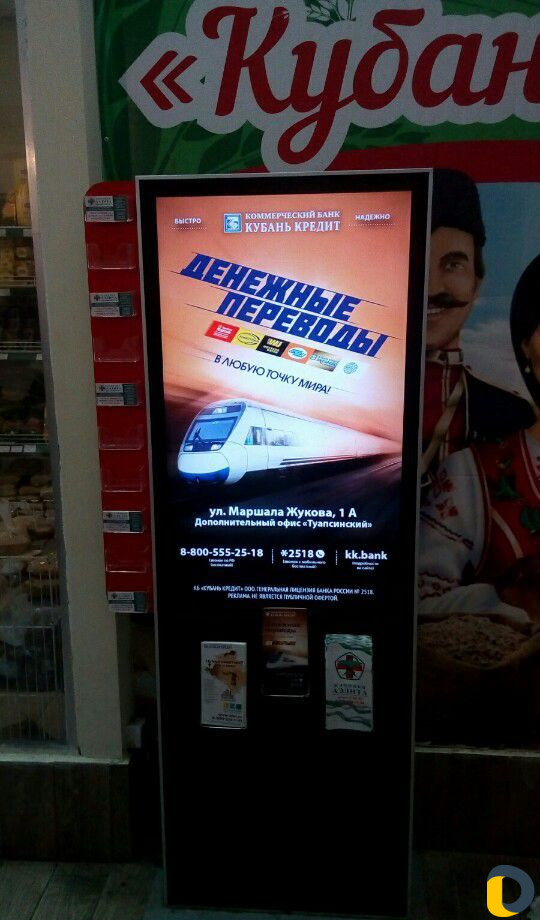 «Кубан
БЫСТРО
КОММЕРЧЕСКИЙ БАНК
КУБАНЬ КРЕДИТ
НАДЕЖНО
ДЕНЕЖНЫЕ
ПЕРЕВОДЫ
В ЛЮБУЮ ТОЧКУ МИРА!
ул. Маршала Жукова, 1 А
Дополнительный офис «Туапсинский»
8-800-555-25-18
*2518
kk.bank
КБ «КУБАНЬ КРЕДИТ» ООО. ГЕНЕРАЛЬНАЯ ЛИЦЕНЗИЯ БАНКА РОССИИ № 2518.
РЕКЛАМА. НЕ ЯВЛЯЕТСЯ ПУБЛИЧНОЙ ОФЕРТОЙ.